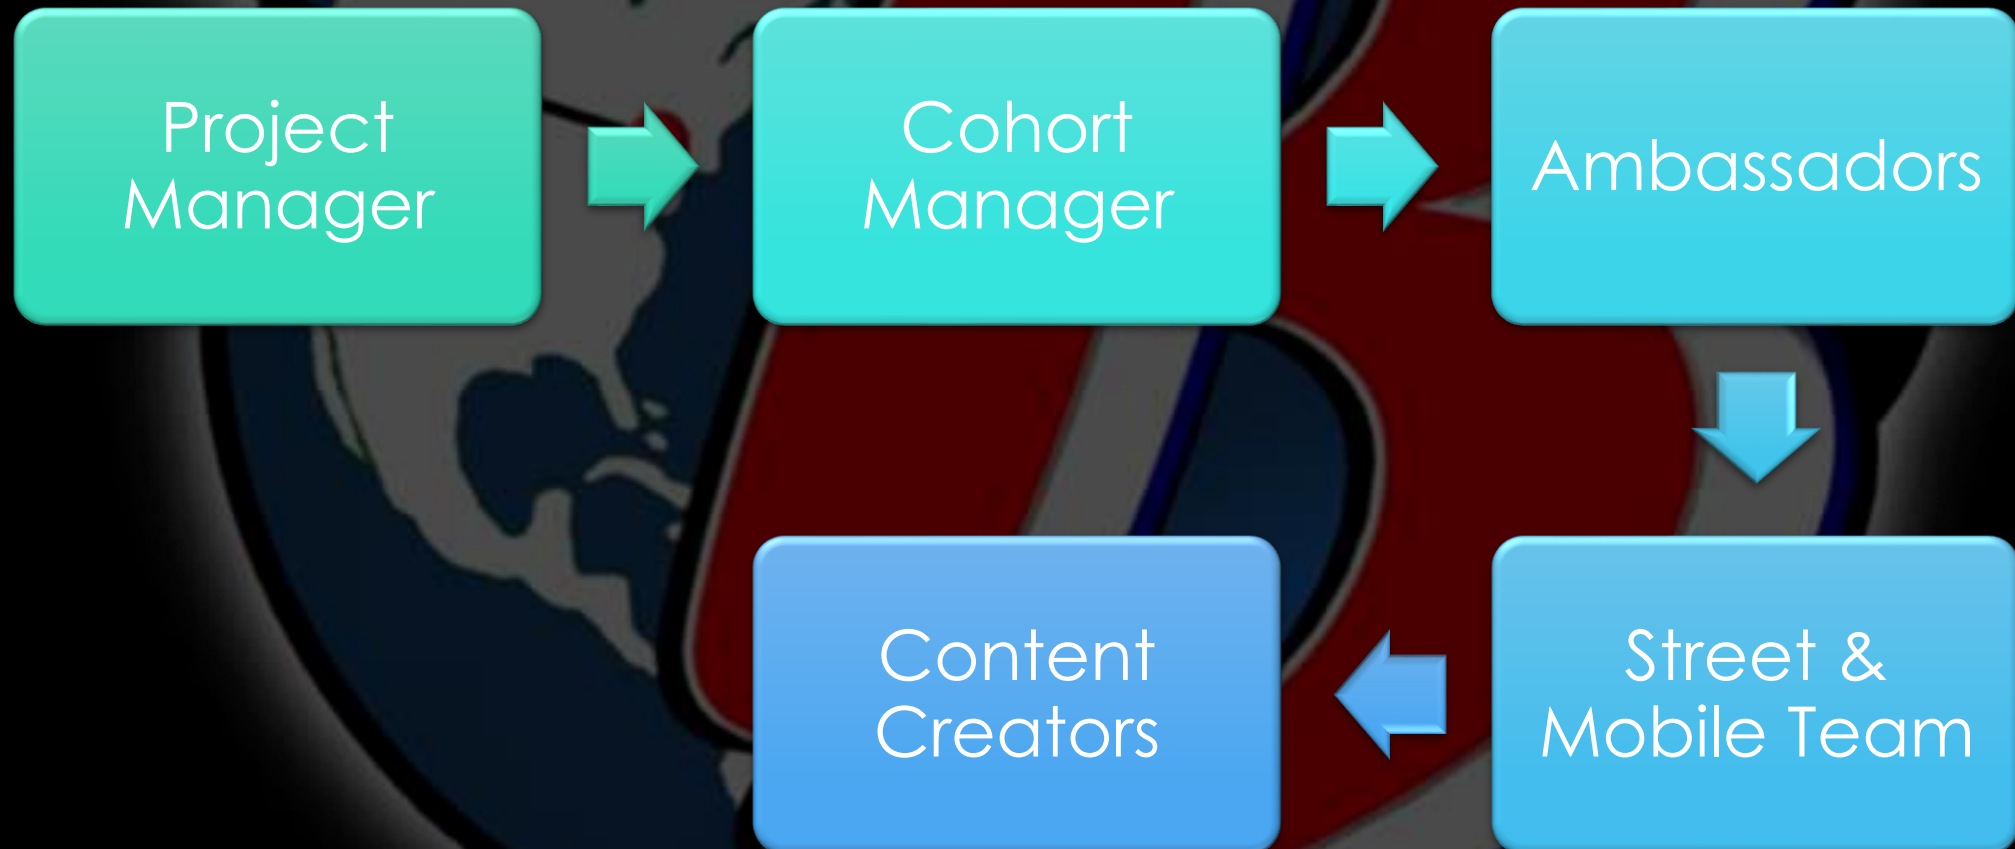 Project
Manager
Cohort
Manager
Ambassadors
Street &
Mobile Team
Content
Creators